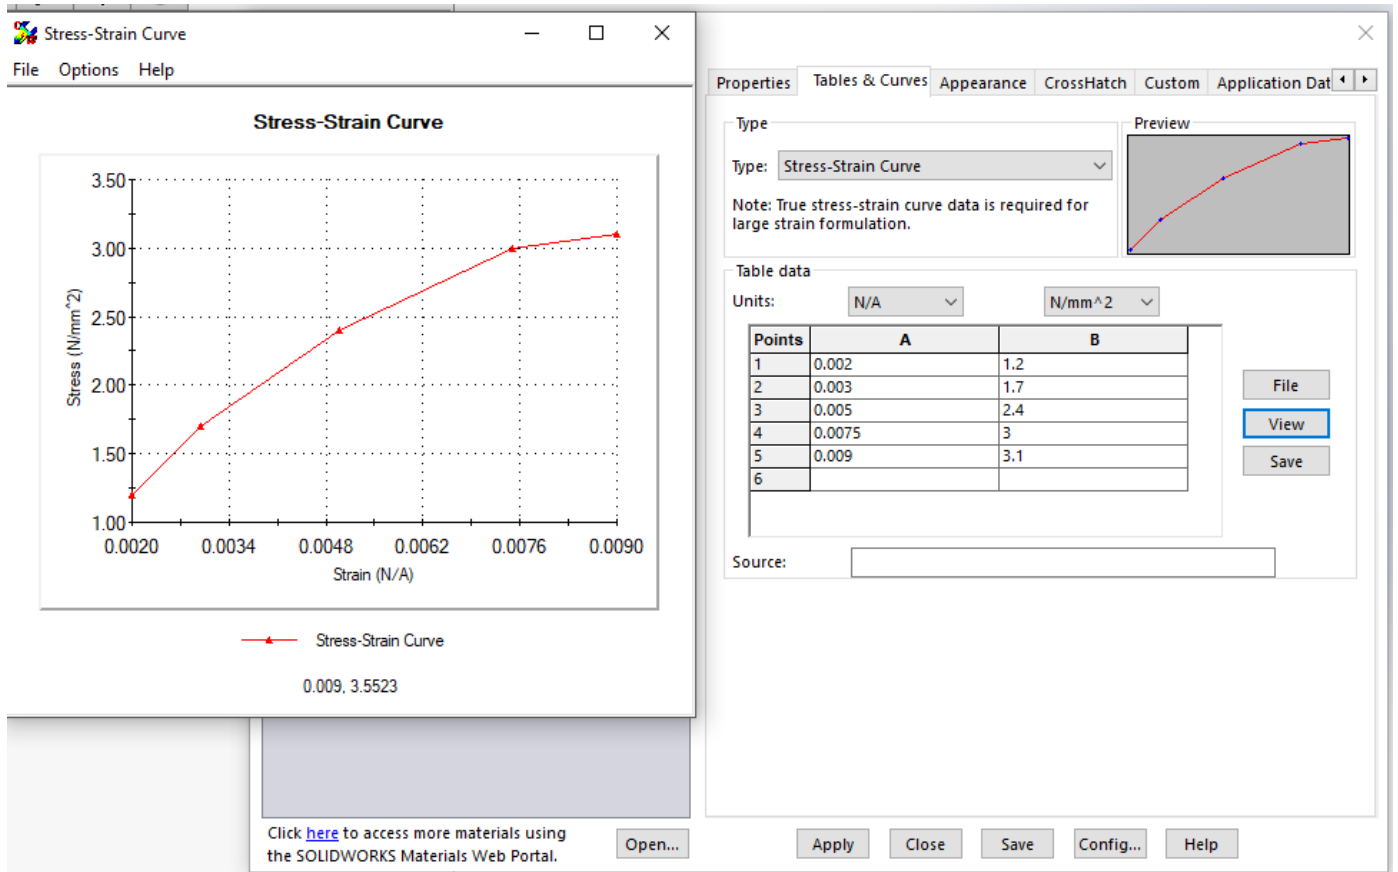 Stress-Strain Curve
File Options Help
Stress-Strain Curve
3.50
3.00
2.50
2.00
1.50
1.00
Stress (N/mm^2)
0.0020 0.0034 0.0048 0.0062 0.0076 0.0090
Strain (N/A)
Stress-Strain Curve
0.009, 3.5523
Properties Tables & Curves Appearance CrossHatch Custom Application Dat
Type
Type: Stress-Strain Curve
Note: True stress-strain curve data is required for
large strain formulation.
Preview
Table data
Units: N/A N/mm^2
Points A B
1 0.002 1.2
2 0.003 1.7
3 0.005 2.4
4 0.0075 3
5 0.009 3.1
6
File
View
Save
Source:
Click here to access more materials using
the SOLIDWORKS Materials Web Portal.
Open...
Apply Close Save Config... Help